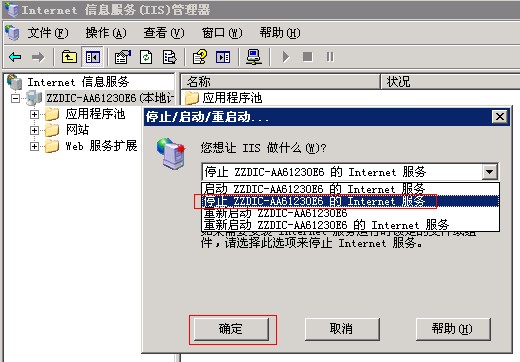 Internet 信息服务(IIS)管理器
文件(F) 操作(A) 查看(V) 窗口(W) 帮助(H)
Internet 信息服务
ZZDIC-AA61230E6(本地计
应用程序池
网站
Web 服务扩展
名称 状况
应用程序池
停止/启动/重启动...
您想让 IIS 做什么(W)?
停止 ZZDIC-AA61230E6 的 Internet 服务
启动 ZZDIC-AA61230E6 的 Internet 服务
停止 ZZDIC-AA61230E6 的 Internet 服务
重新启动 ZZDIC-AA61230E6
重新启动 ZZDIC-AA61230E6 的 Internet 服务
件,请选择此选项来停止 Internet 服务。
确定 取消 帮助(H)